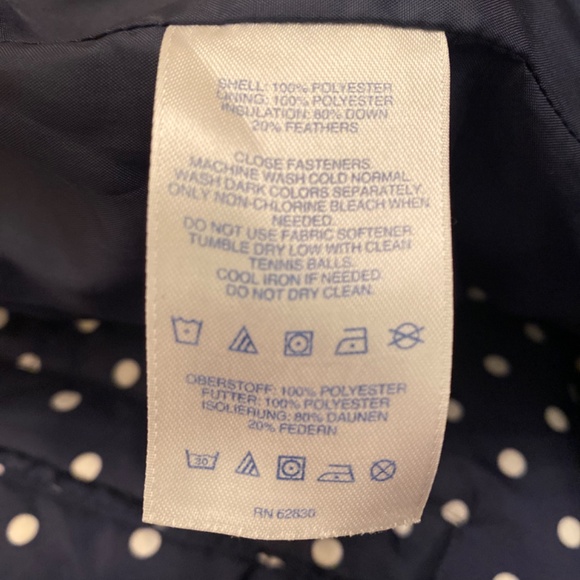 SHELL: 100% POLYESTER
LINING: 100% POLYESTER
INSULATION: 80% DOWN
20% FEATHERS
CLOSE FASTENERS.
MACHINE WASH COLD NORMAL.
WASH DARK COLORS SEPARATELY.
ONLY NON-CHLORINE BLEACH WHEN
NEEDED.
DO NOT USE FABRIC SOFTENER.
TUMBLE DRY LOW WITH CLEAN
TENNIS BALLS.
COOL IRON IF NEEDED.
DO NOT DRY CLEAN.
OBERSTOFF: 100% POLYESTER
FUTTER: 100% POLYESTER
ISOLIERUNG: 80% DAUNEN
20% FEDERN
30
RN 62830